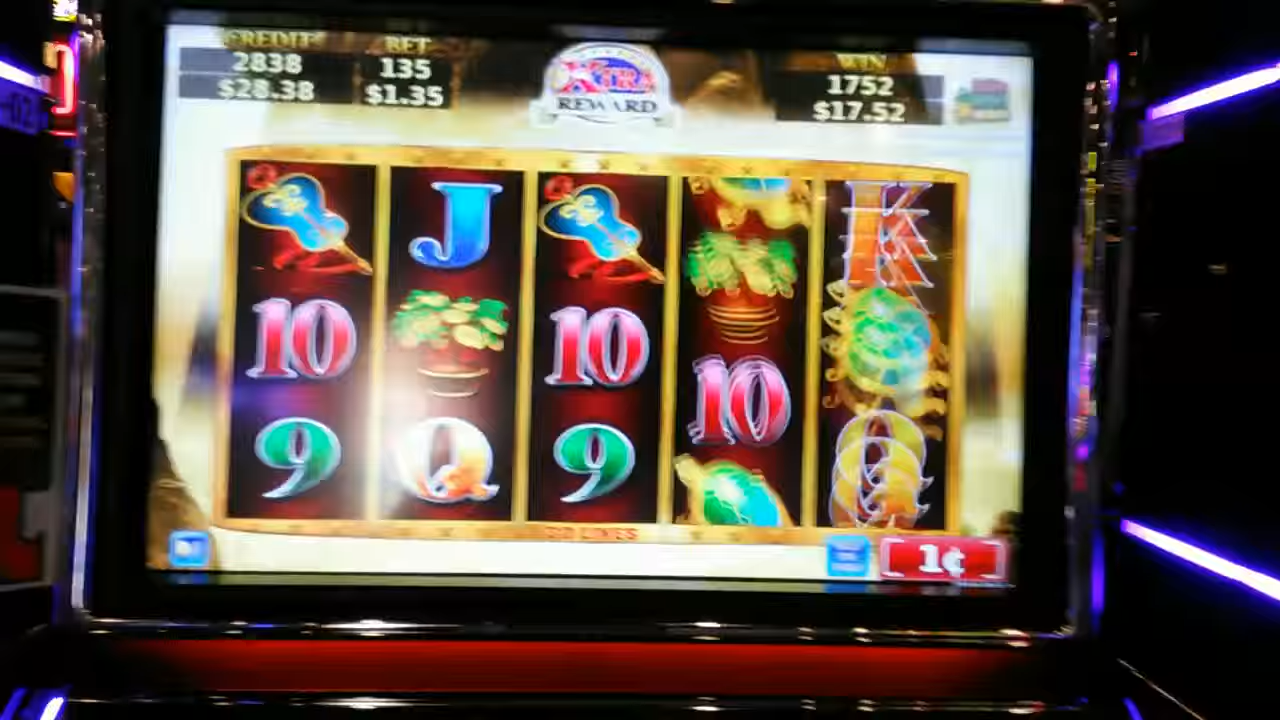 CREDIT
2838
$28.38
BET
135
$1.35
XTRA
REWARD
WIN
1752
$17.52
J
K
10
10
10
9
Q
9
Q
LINES
1¢